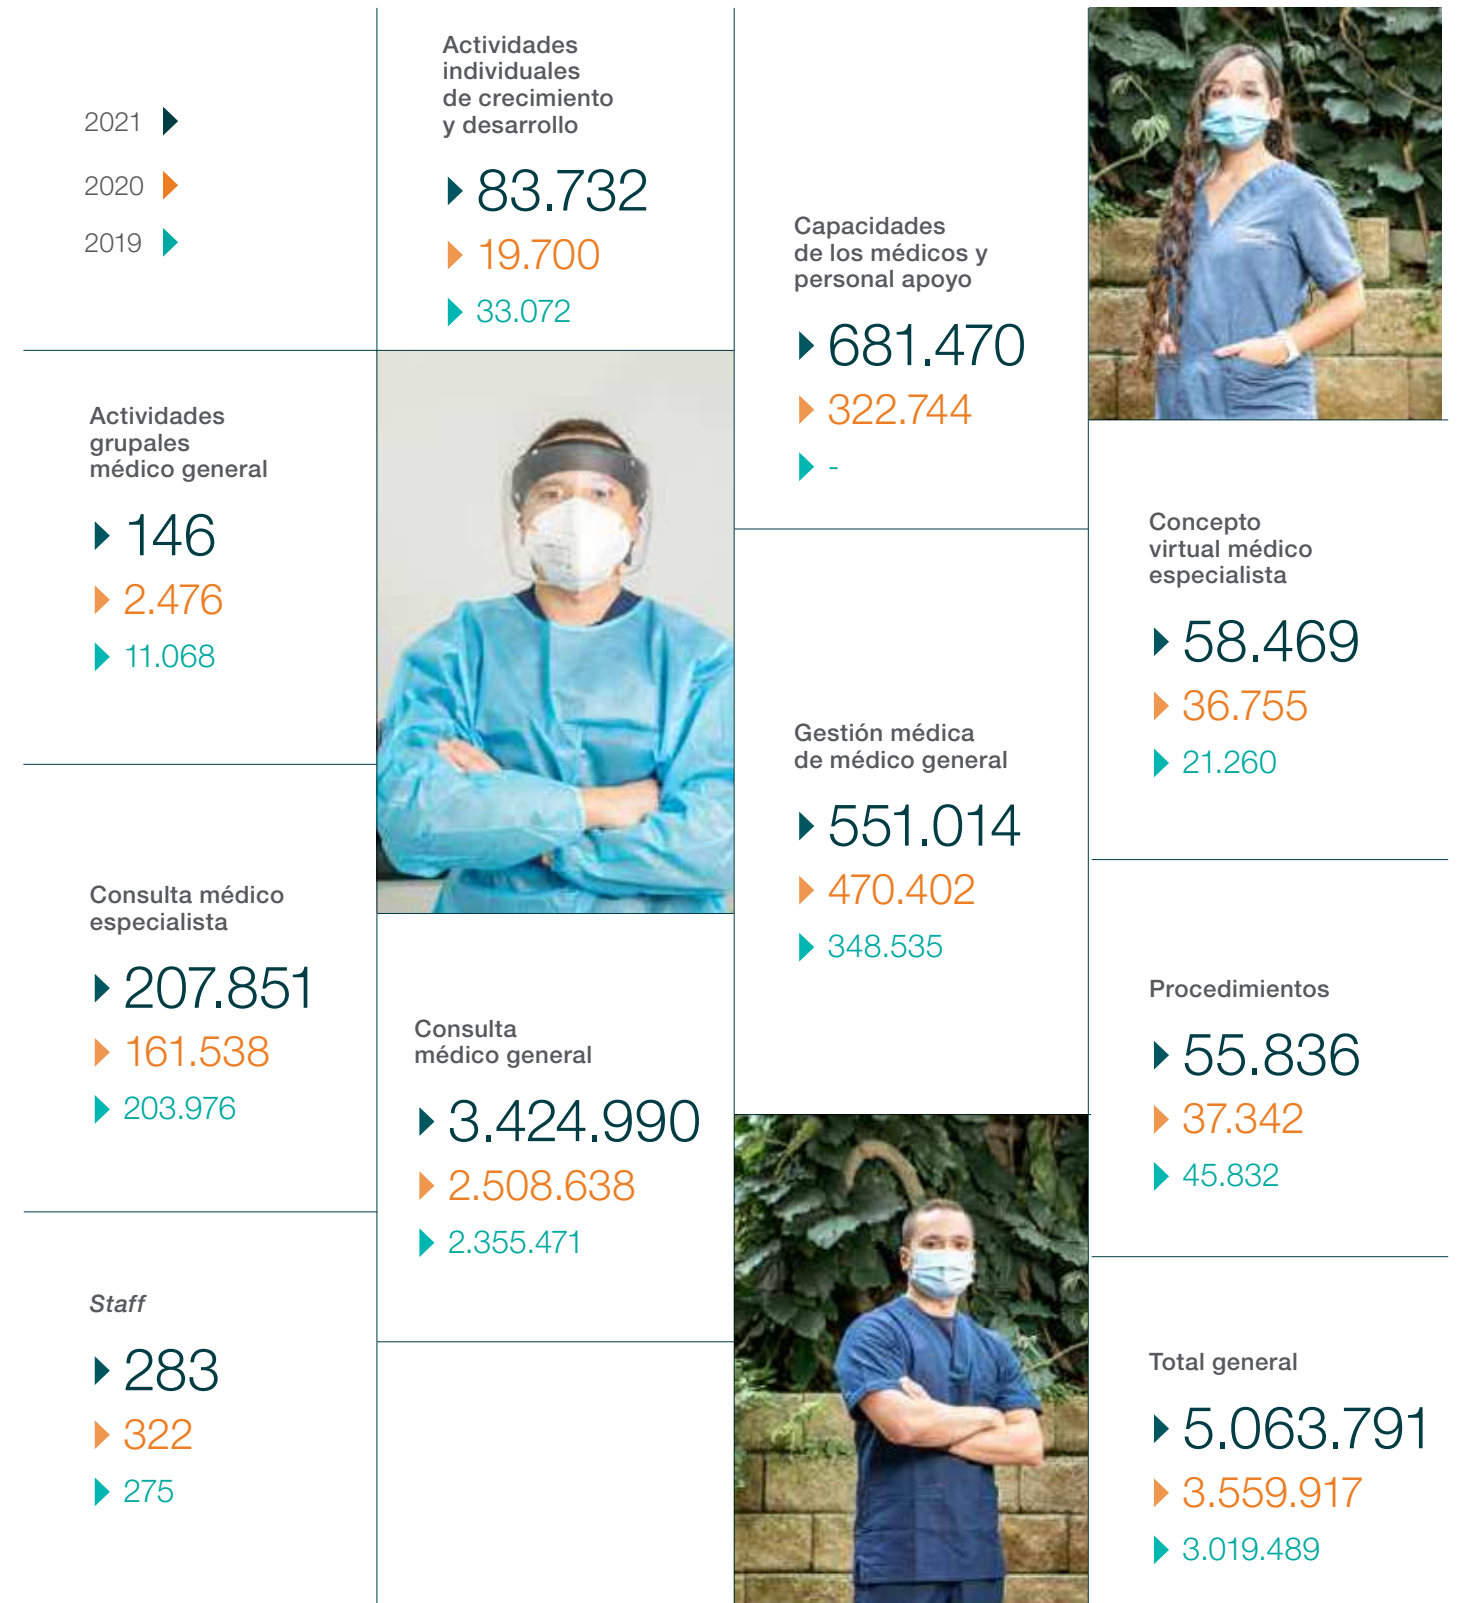 2021
2020
2019
Actividades
individuales
de crecimiento
y desarrollo
83.732
19.700
33.072
Capacidades
de los médicos y
personal apoyo
681.470
322.744
-
Actividades
grupales
médico general
146
2.476
11.068
Concepto
virtual médico
especialista
58.469
36.755
21.260
Gestión médica
de médico general
551.014
470.402
348.535
Consulta médico
especialista
207.851
161.538
203.976
Consulta
médico general
3.424.990
2.508.638
2.355.471
Procedimientos
55.836
37.342
45.832
Staff
283
322
275
Total general
5.063.791
3.559.917
3.019.489